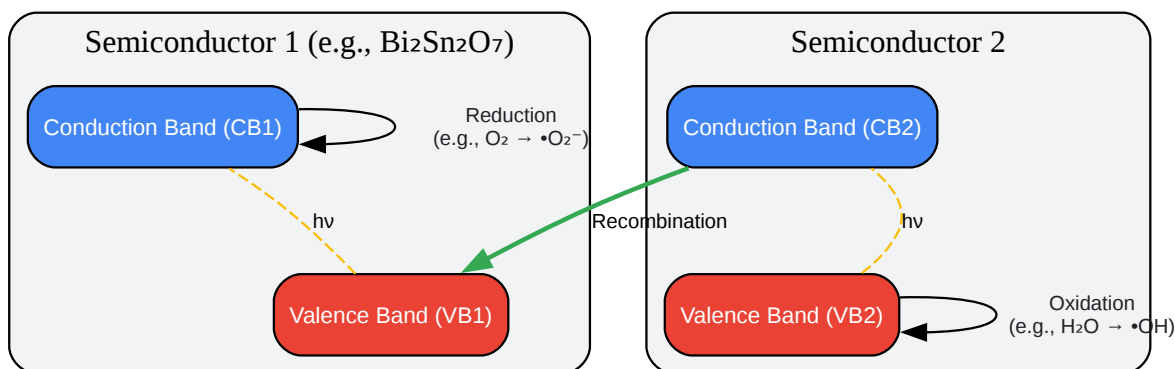 Semiconductor 1 (e.g., Bi₂Sn₂O₇)
Conduction Band (CB1)
Reduction
(e.g., O₂ → •O₂⁻)
hν
Valence Band (VB1)
Recombination
Semiconductor 2
Conduction Band (CB2)
hν
Valence Band (VB2)
Oxidation
(e.g., H₂O → •OH)